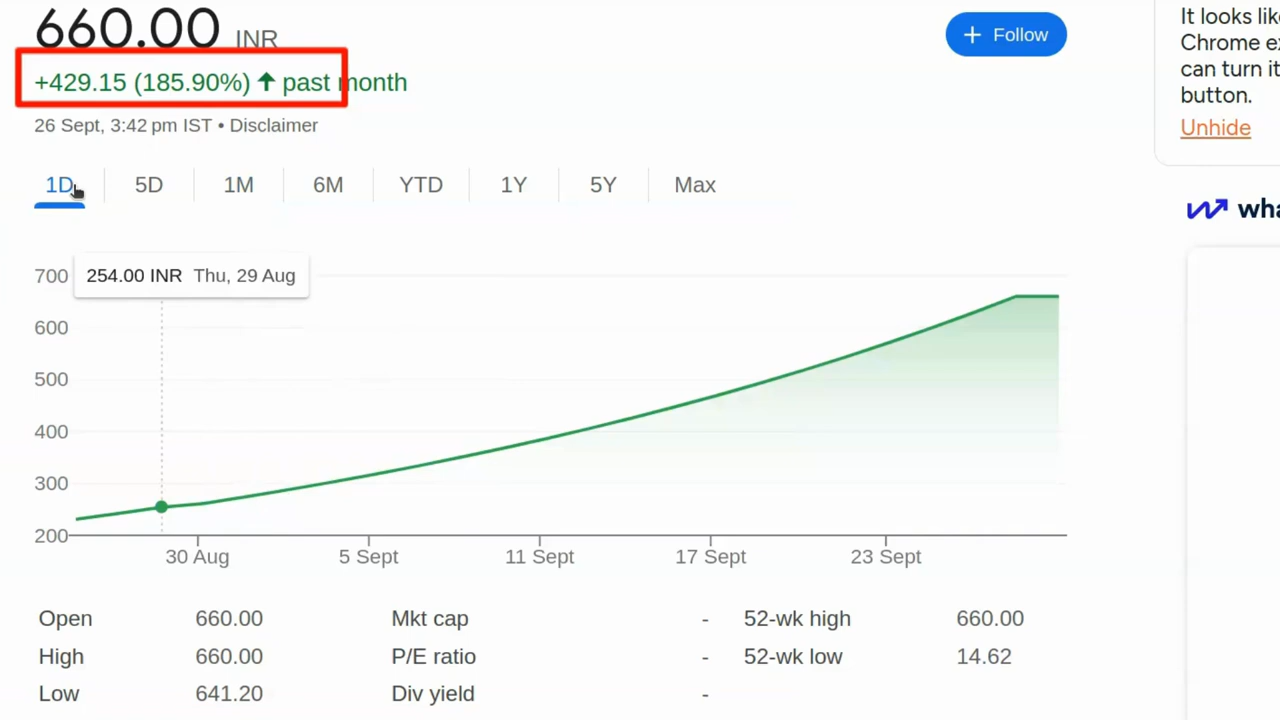 660.00 INR
+429.15 (185.90%) ↑ past month
26 Sept, 3:42 pm IST • Disclaimer
+ Follow
1D 5D 1M 6M YTD 1Y 5Y Max
254.00 INR Thu, 29 Aug
700
600
500
400
300
200
30 Aug 5 Sept 11 Sept 17 Sept 23 Sept
Open 660.00 Mkt cap - 52-wk high 660.00
High 660.00 P/E ratio - 52-wk low 14.62
Low 641.20 Div yield -
It looks lik
Chrome ex
can turn it
button.
Unhide
wha